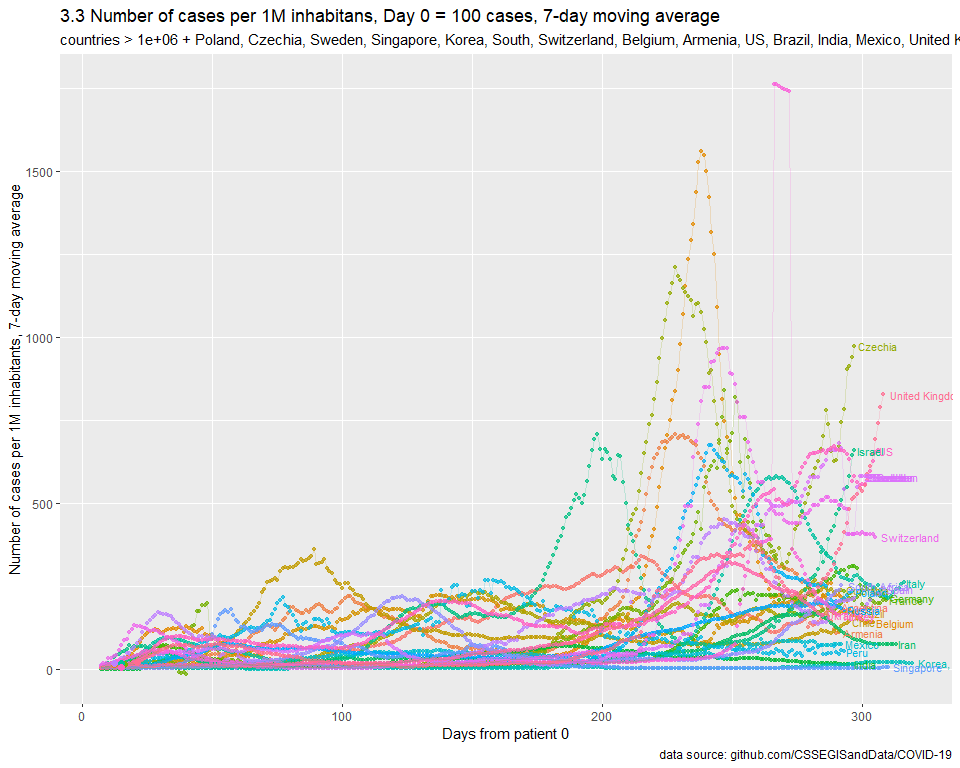 3.3 Number of cases per 1M inhabitans, Day 0 = 100 cases, 7-day moving average
countries > 1e+06 + Poland, Czechia, Sweden, Singapore, Korea, South, Switzerland, Belgium, Armenia, US, Brazil, India, Mexico, United K
Number of cases per 1M inhabitants, 7-day moving average
1500
1000
500
0
Czechia
United Kingdo
Israel
US
Switzerland
Italy
Germany
France
Belgium
Iran
Mexico
Peru
Korea,
Singapore
0
100
200
300
Days from patient 0
data source: github.com/CSSEGISandData/COVID-19